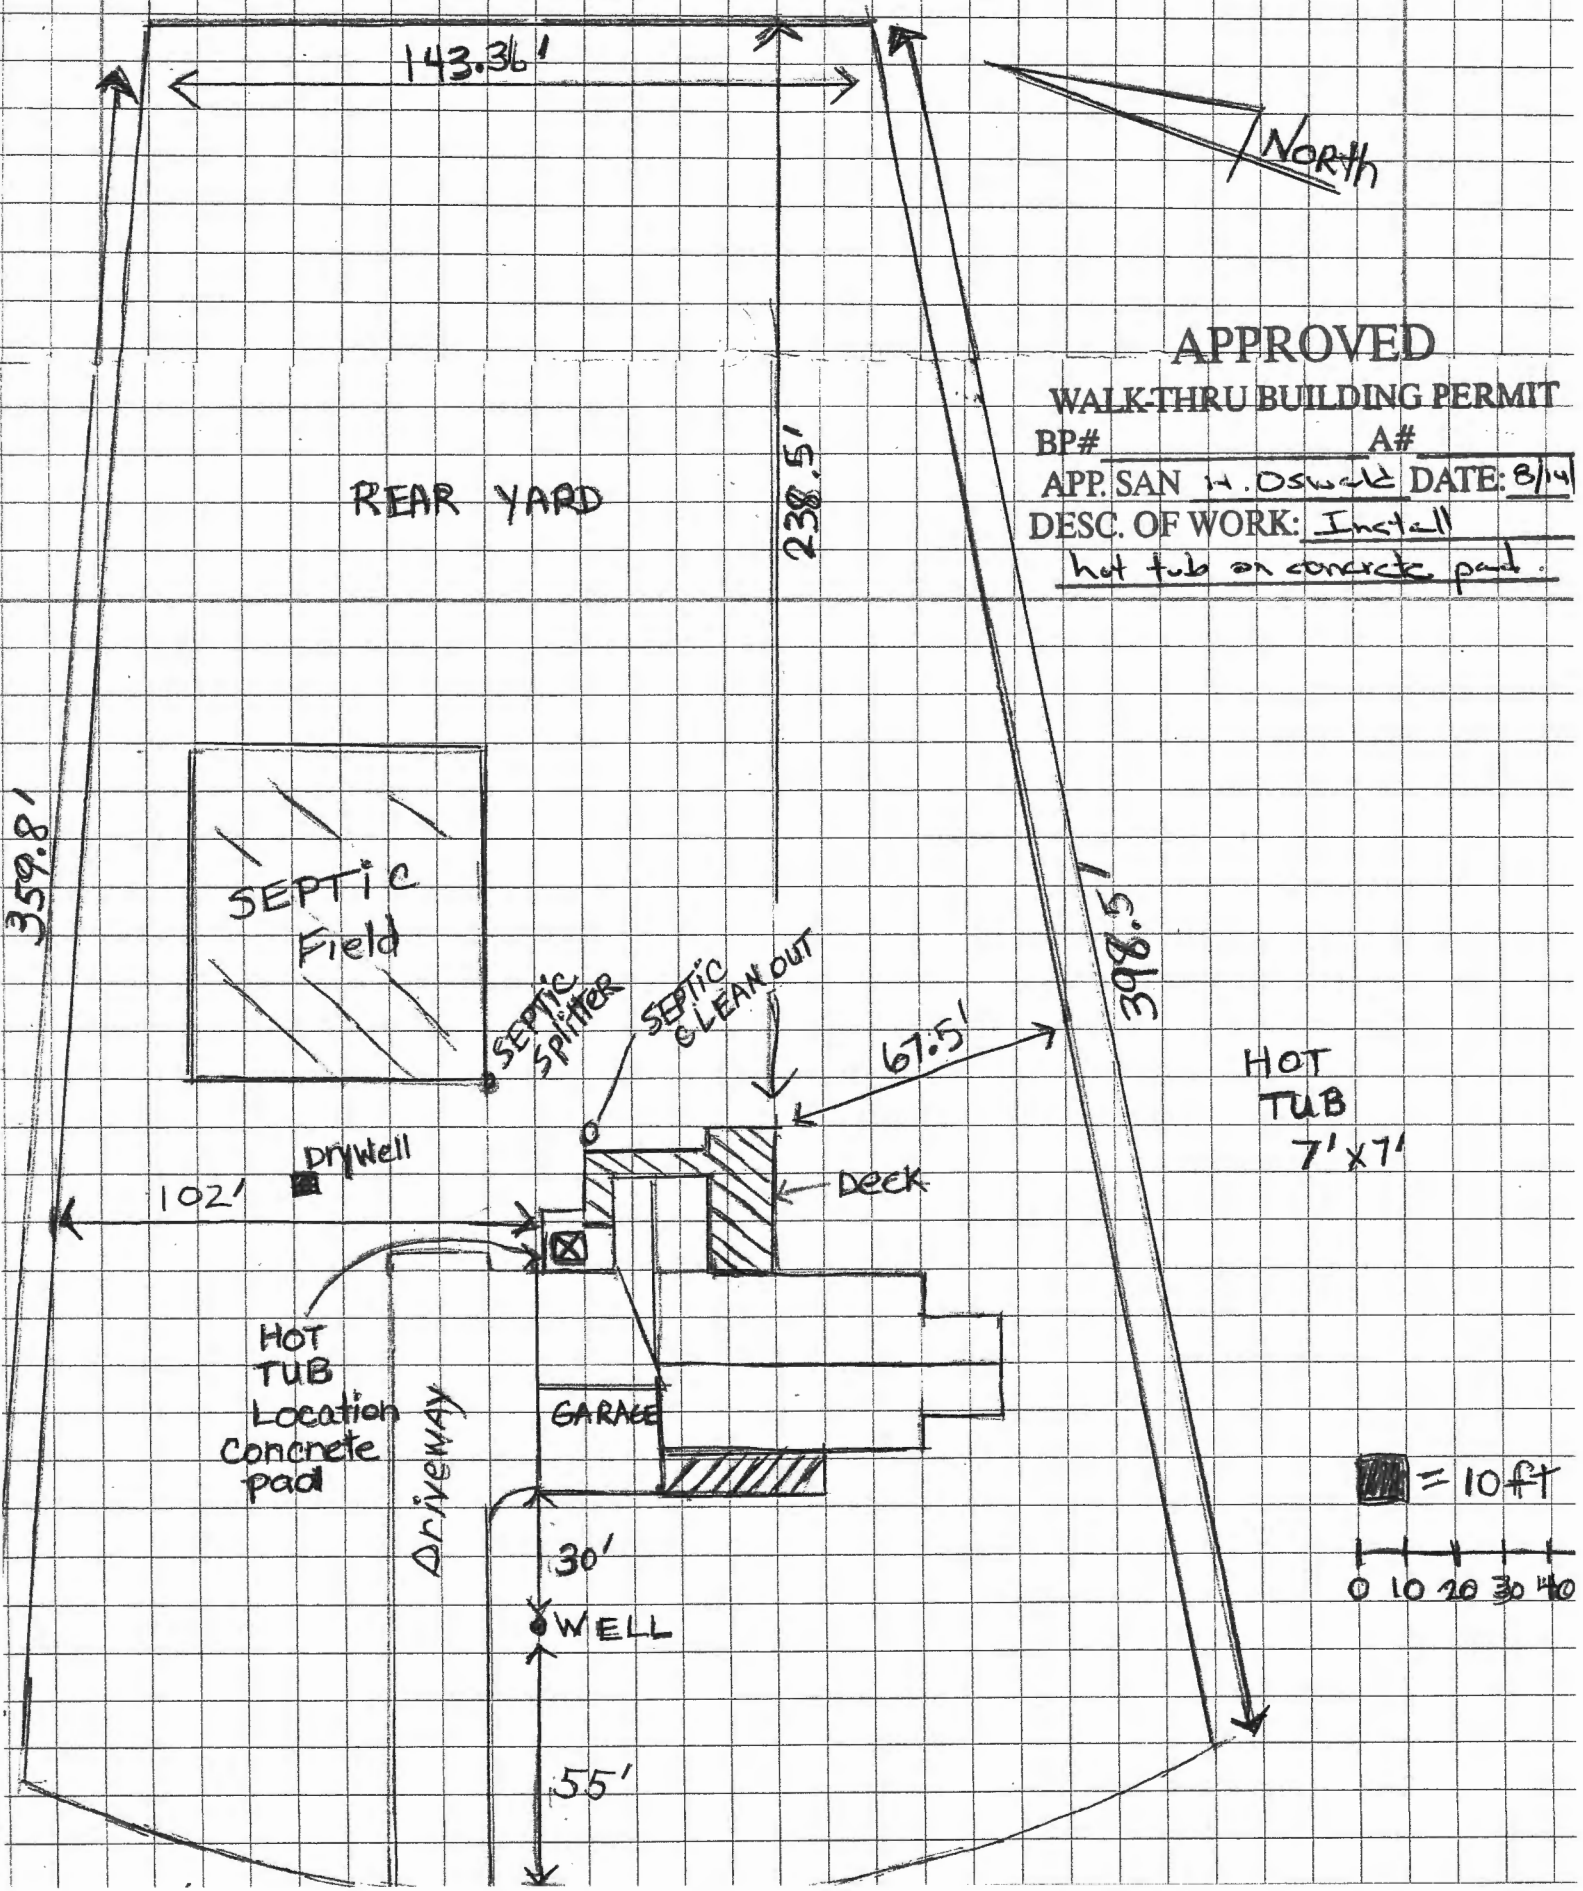 143.36'
NORth
APPROVED
WALK-THRU BUILDING PERMIT
BP# A#
APP. SAN H. Oswald DATE: 8/14
DESC. OF WORK: Install
hot tub on concrete pad.
REAR YARD
238.5'
359.8'
SEPTIC
Field
SEPTIC
SplittER
SEPTIC
CLEAN OUT
67.5'
398.5'
HOT
TUB
7' x 7'
DryWell
102'
Deck
HOT
TUB
Location
Concrete
pad
DriveWAY
GARAGE
= 10 ft
0 10 20 30 40
30'
WELL
55'